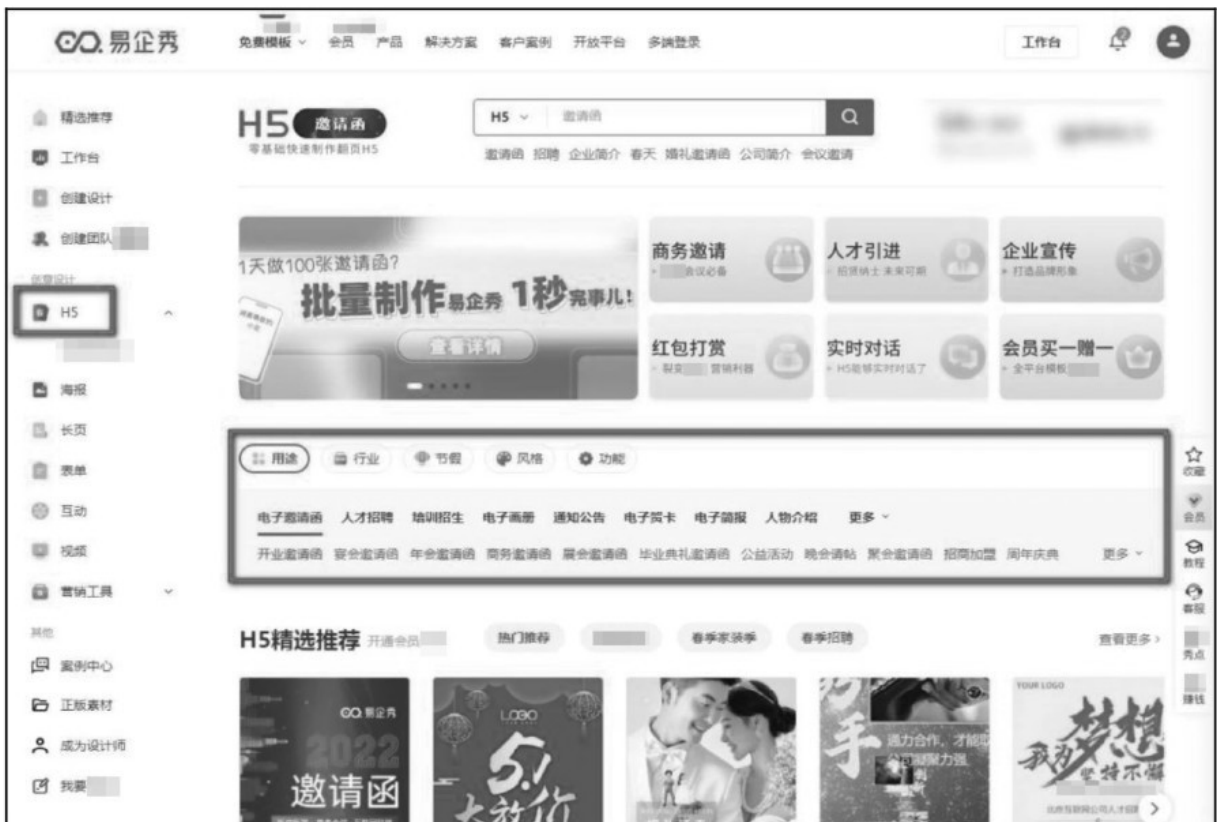 易企秀
免费模板 会员 产品 解决方案 客户案例 开放平台 多端登录
工作台
2
精选推荐
工作台
创建设计
创建团队
创意设计
H5
海报
长页
表单
互动
视频
营销工具
其他
案例中心
正版素材
成为设计师
我要
H5 邀请函
零基础快速制作翻页H5
H5 邀请函
邀请函 招聘 企业简介 春天 婚礼邀请函 公司简介 会议邀请
1天做100张邀请函?
批量制作易企秀1秒完事儿!
查看详情
商务邀请
会议必备
人才引进
招贤纳士 未来可期
企业宣传
打造品牌形象
红包打赏
裂变 营销利器
实时对话
H5能够实时对话了
会员买一赠一
全平台模板
用途 行业 节假 风格 功能
电子邀请函 人才招聘 培训招生 电子画册 通知公告 电子贺卡 电子简报 人物介绍 更多
开业邀请函 宴会邀请函 年会邀请函 商务邀请函 展会邀请函 毕业典礼邀请函 公益活动 晚会请帖 聚会邀请函 招商加盟 周年庆典 更多
H5精选推荐 开通会员
热门推荐 春季家装季 春季招聘
查看更多
易企秀
2022
邀请函
LOGO
5.1
大放价
手
通力合作，才能
YOUR LOGO
我为梦想
坚持不懈
收藏
会员
教程
客服
秀点
赚钱